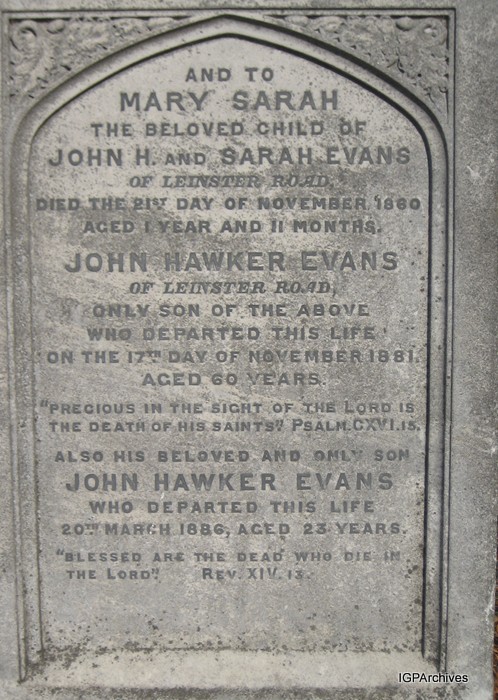 AND TO
MARY SARAH
THE BELOVED CHILD OF
JOHN H. AND SARAH EVANS
OF LEINSTER ROAD,
DIED THE 21ST DAY OF NOVEMBER, 1860
AGED 1 YEAR AND 11 MONTHS.
JOHN HAWKER EVANS
OF LEINSTER ROAD,
ONLY SON OF THE ABOVE
WHO DEPARTED THIS LIFE
ON THE 17TH DAY OF NOVEMBER 1881.
AGED 60 YEARS.
"PRECIOUS IN THE SIGHT OF THE LORD IS
THE DEATH OF HIS SAINTS". PSALM.CXVI.15.
ALSO HIS BELOVED AND ONLY SON
JOHN HAWKER EVANS
WHO DEPARTED THIS LIFE
20TH MARCH 1886, AGED 23 YEARS.
"BLESSED ARE THE DEAD WHO DIE IN
THE LORD". REV. XIV. 13.
IGPArchives